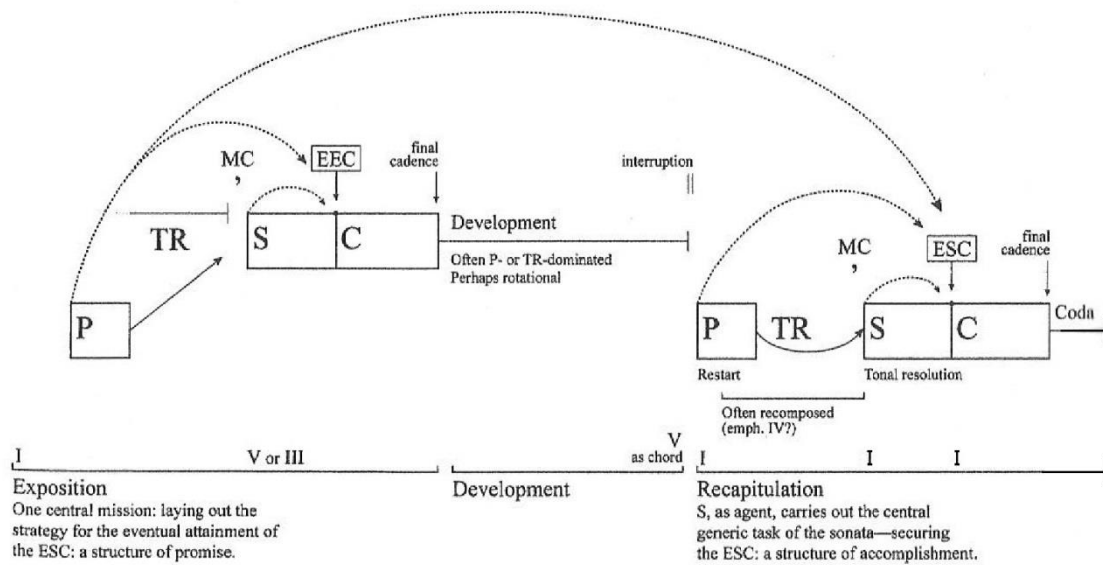 MC
,
EEC
final
cadence
interruption
TR
S
C
Development
Often P- or TR-dominated
Perhaps rotational
P
MC
,
ESC
final
cadence
P
TR
S
C
Coda
Restart
Tonal resolution
Often recomposed
(emph. IV?)
I
V or III
V
as chord
I
I
I
Exposition
One central mission: laying out the
strategy for the eventual attainment of
the ESC: a structure of promise.
Development
Recapitulation
S, as agent, carries out the central
generic task of the sonata—securing
the ESC: a structure of accomplishment.